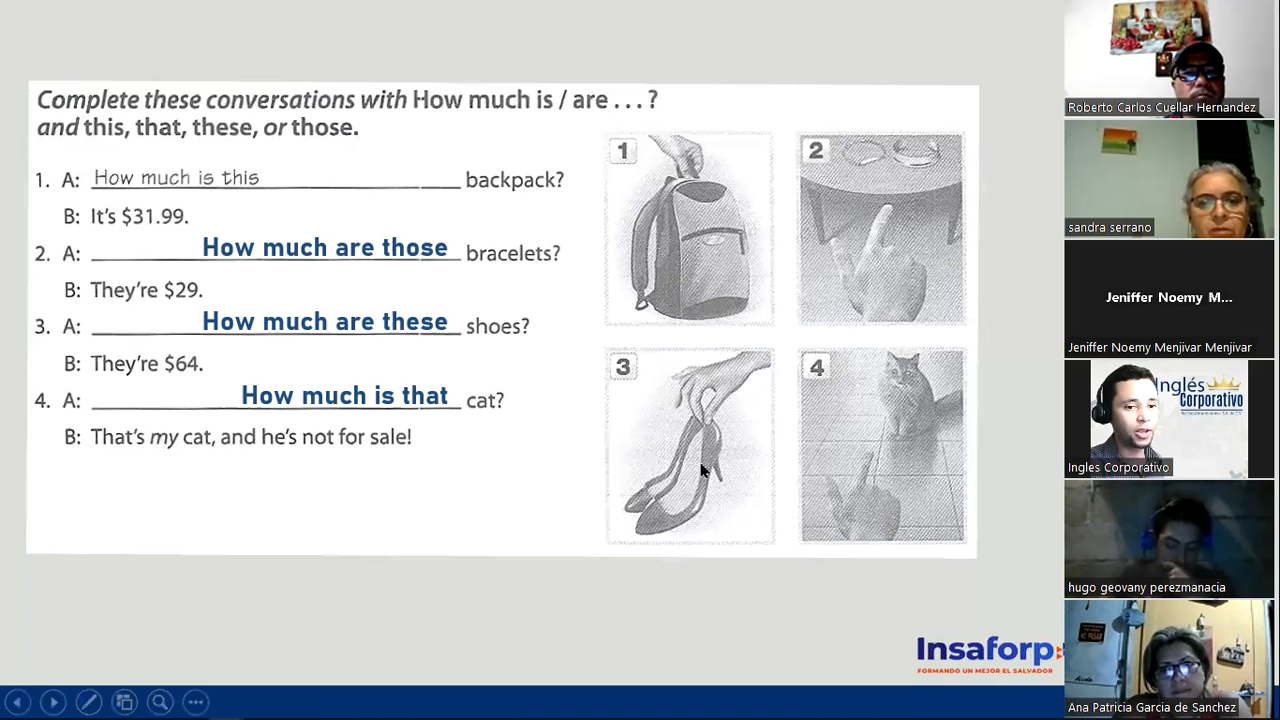 Complete these conversations with How much is / are . . . ?
and this, that, these, or those.
1. A: How much is this backpack?
B: It's $31.99.
2. A: How much are those bracelets?
B: They're $29.
3. A: How much are these shoes?
B: They're $64.
4. A: How much is that cat?
B: That's my cat, and he's not for sale!
1
2
3
4
Insaforp
FORMANDO UN MEJOR EL SALVADOR
Roberto Carlos Cuellar Hernandez
sandra serrano
Jeniffer Noemy M...
Jeniffer Noemy Menjivar Menjivar
Inglés
Corporativo
Ingles Corporativo
hugo geovany perezmanacia
Ana Patricia Garcia de Sanchez